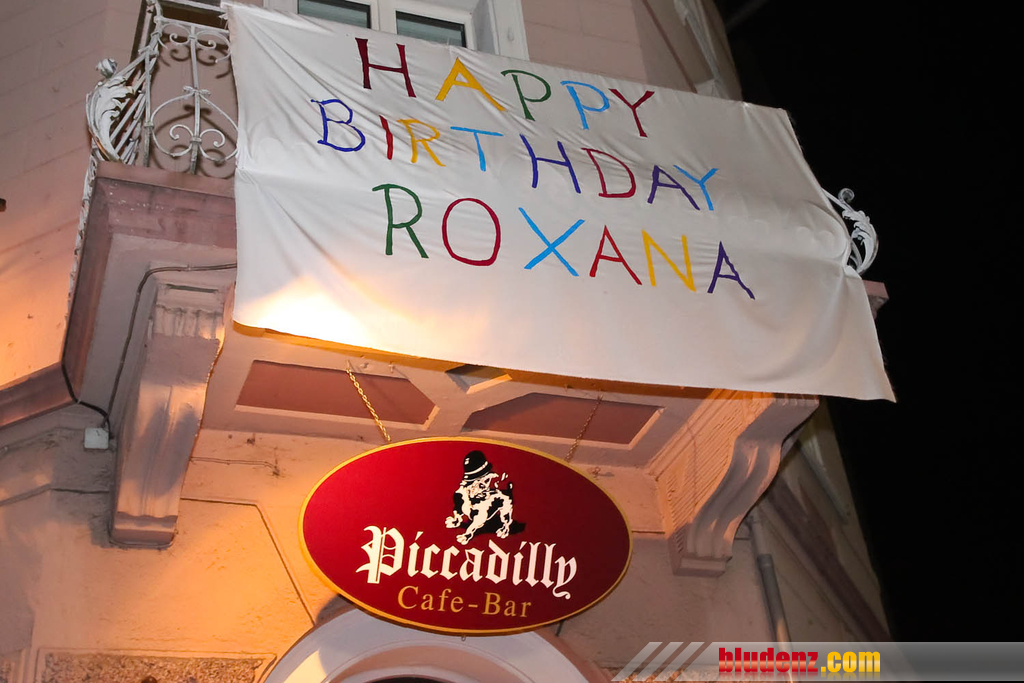 HAPPY
BIRTHDAY
ROXANA
Piccadilly
Cafe-Bar
bludenz.com